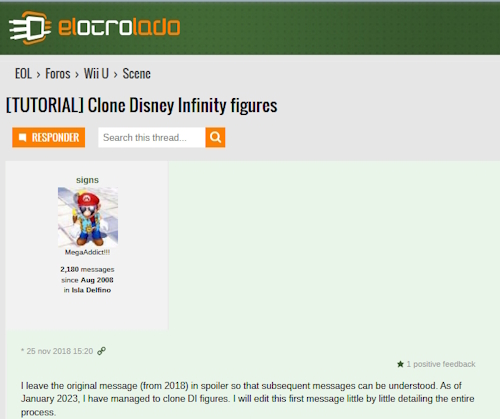 elotrolado
EOL › Foros › Wii U › Scene
[TUTORIAL] Clone Disney Infinity figures
RESPONDER Search this thread...
signs
MegaAddict!!!
2,180 messages
since Aug 2008
in Isla Delfino
* 25 nov 2018 15:20
1 positive feedback
I leave the original message (from 2018) in spoiler so that subsequent messages can be understood. As of
January 2023, I have managed to clone DI figures. I will edit this first message little by little detailing the entire
process.